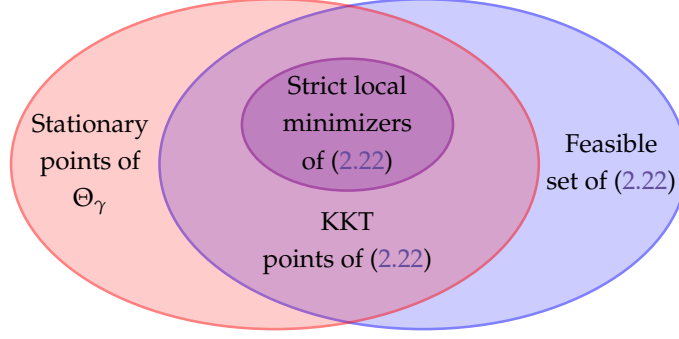 Stationary
points of
Θγ
Strict local
minimizers
of (2.22)
KKT
points of (2.22)
Feasible
set of (2.22)